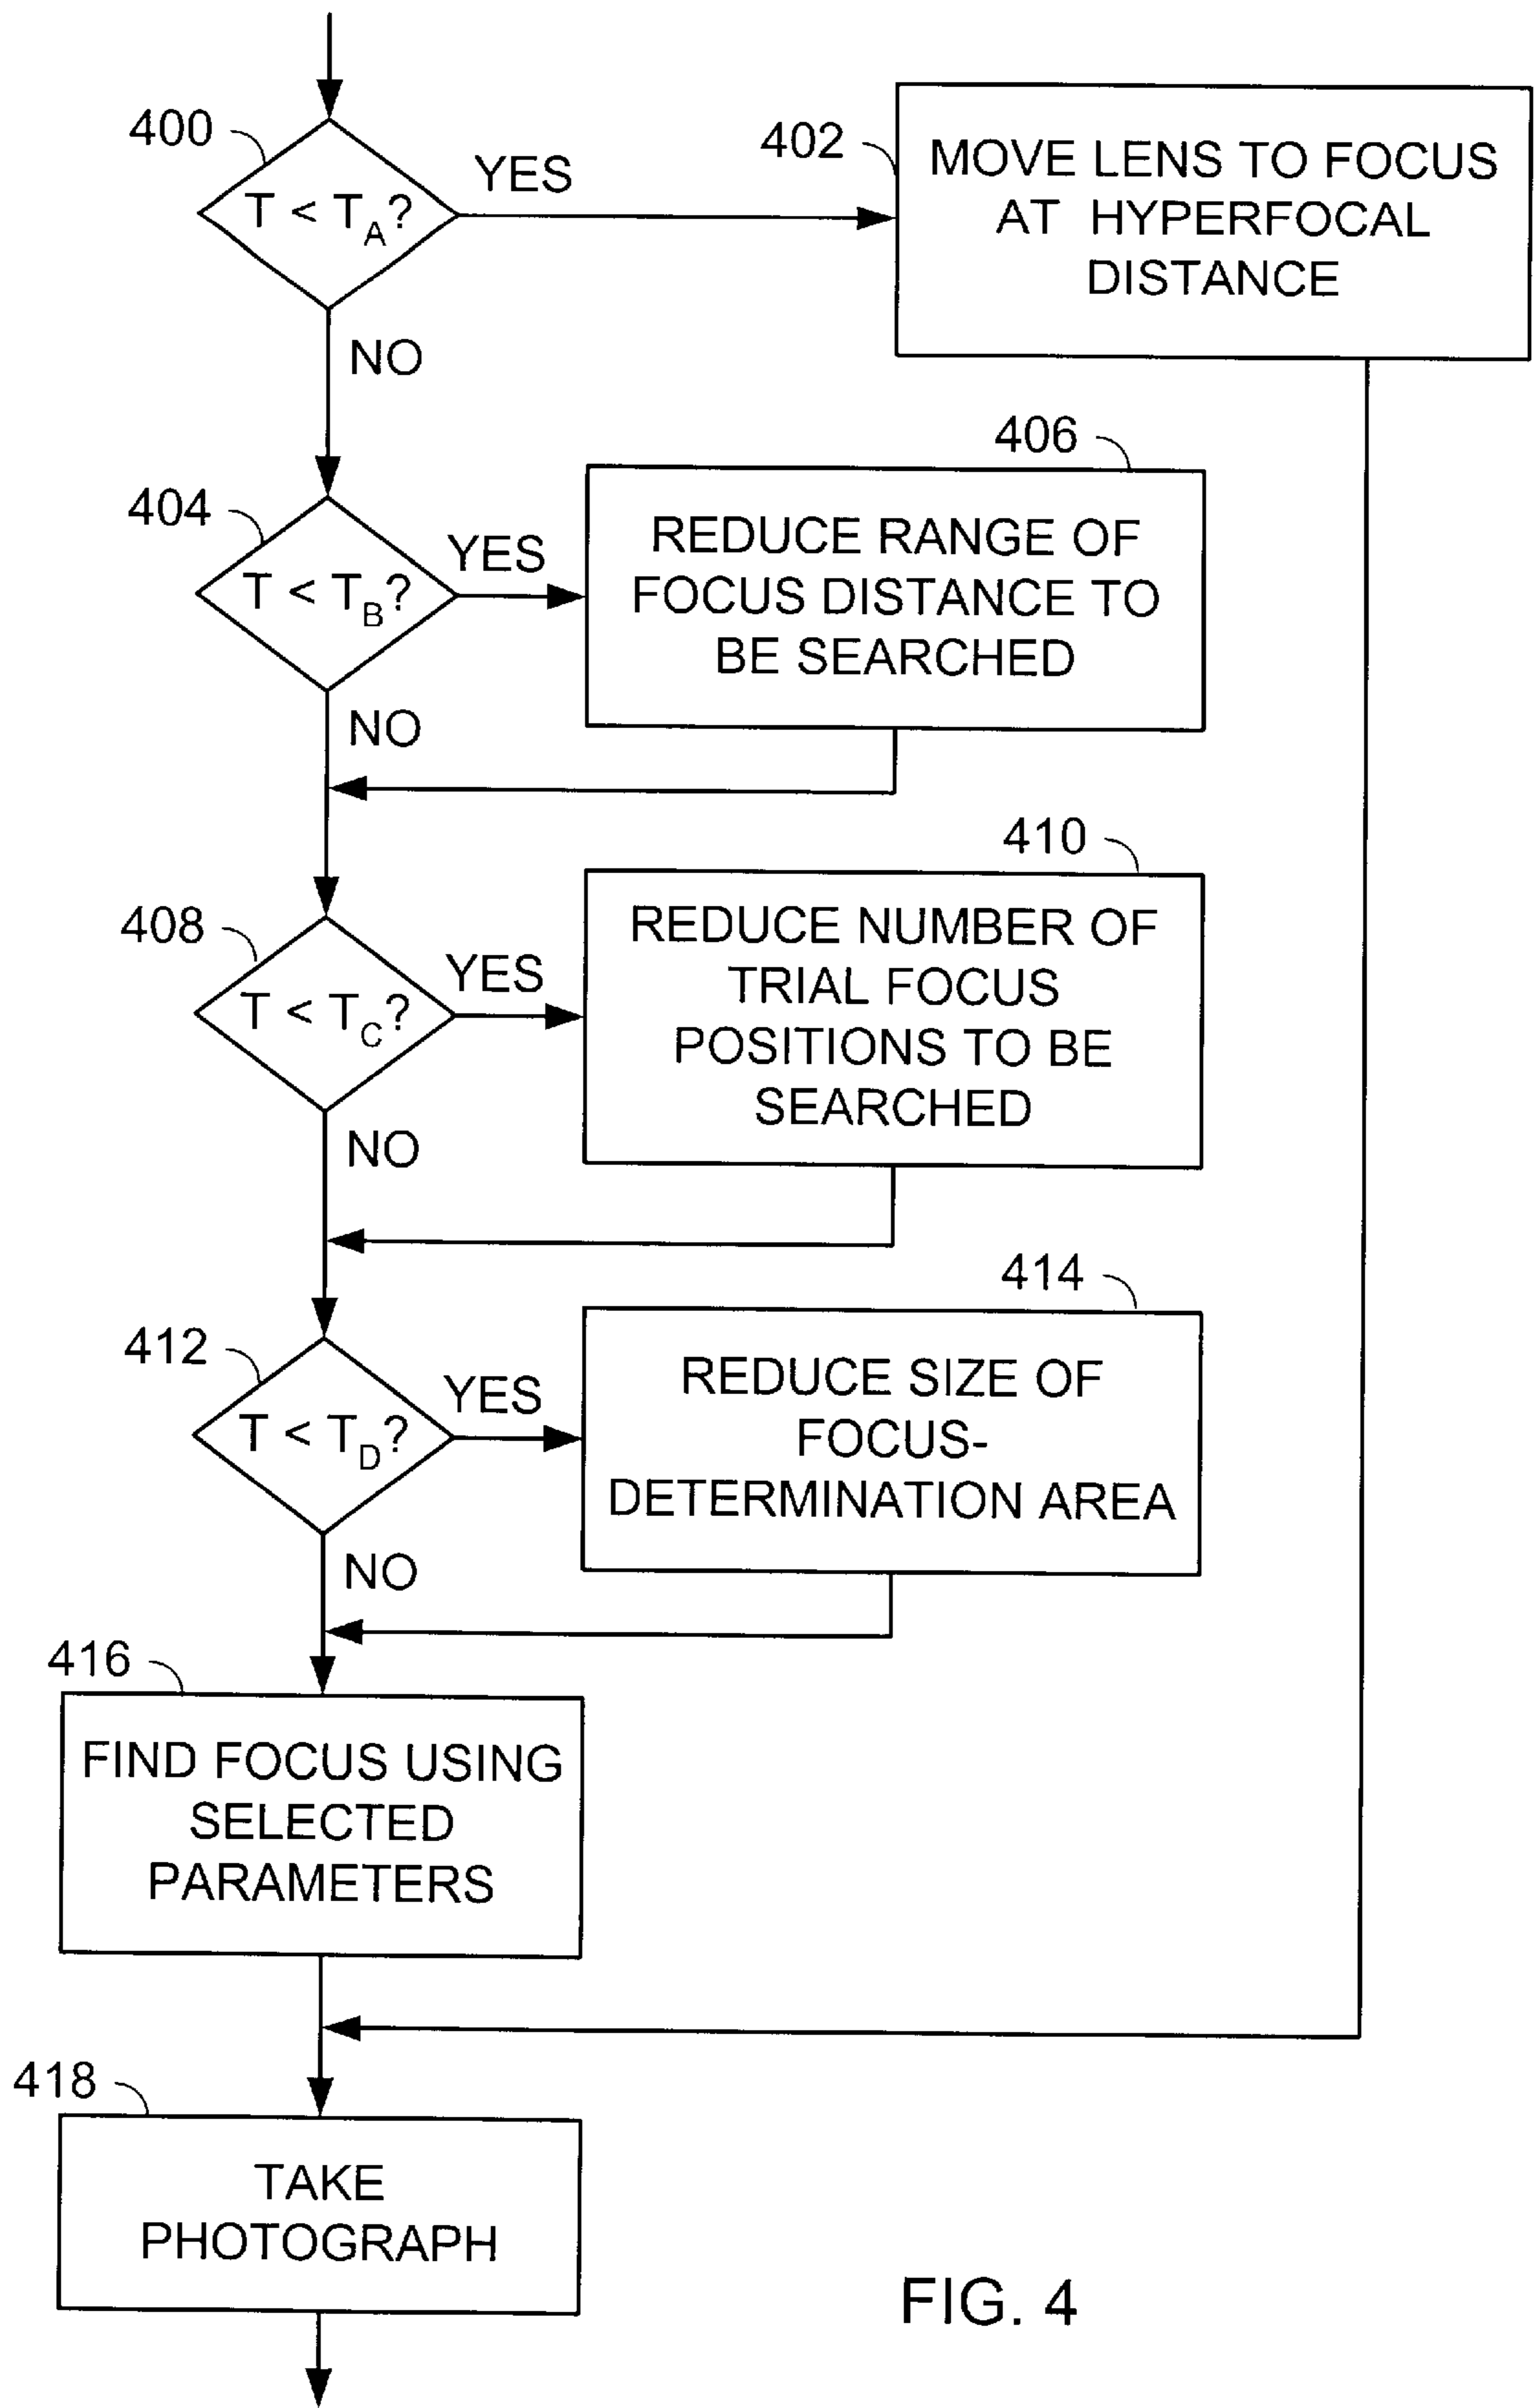 400
T < TA?
YES
402
MOVE LENS TO FOCUS
AT HYPERFOCAL
DISTANCE
NO
404
T < TB?
YES
406
REDUCE RANGE OF
FOCUS DISTANCE TO
BE SEARCHED
NO
408
T < TC?
YES
410
REDUCE NUMBER OF
TRIAL FOCUS
POSITIONS TO BE
SEARCHED
NO
412
T < TD?
YES
414
REDUCE SIZE OF
FOCUS-
DETERMINATION AREA
NO
416
FIND FOCUS USING
SELECTED
PARAMETERS
418
TAKE
PHOTOGRAPH
FIG. 4